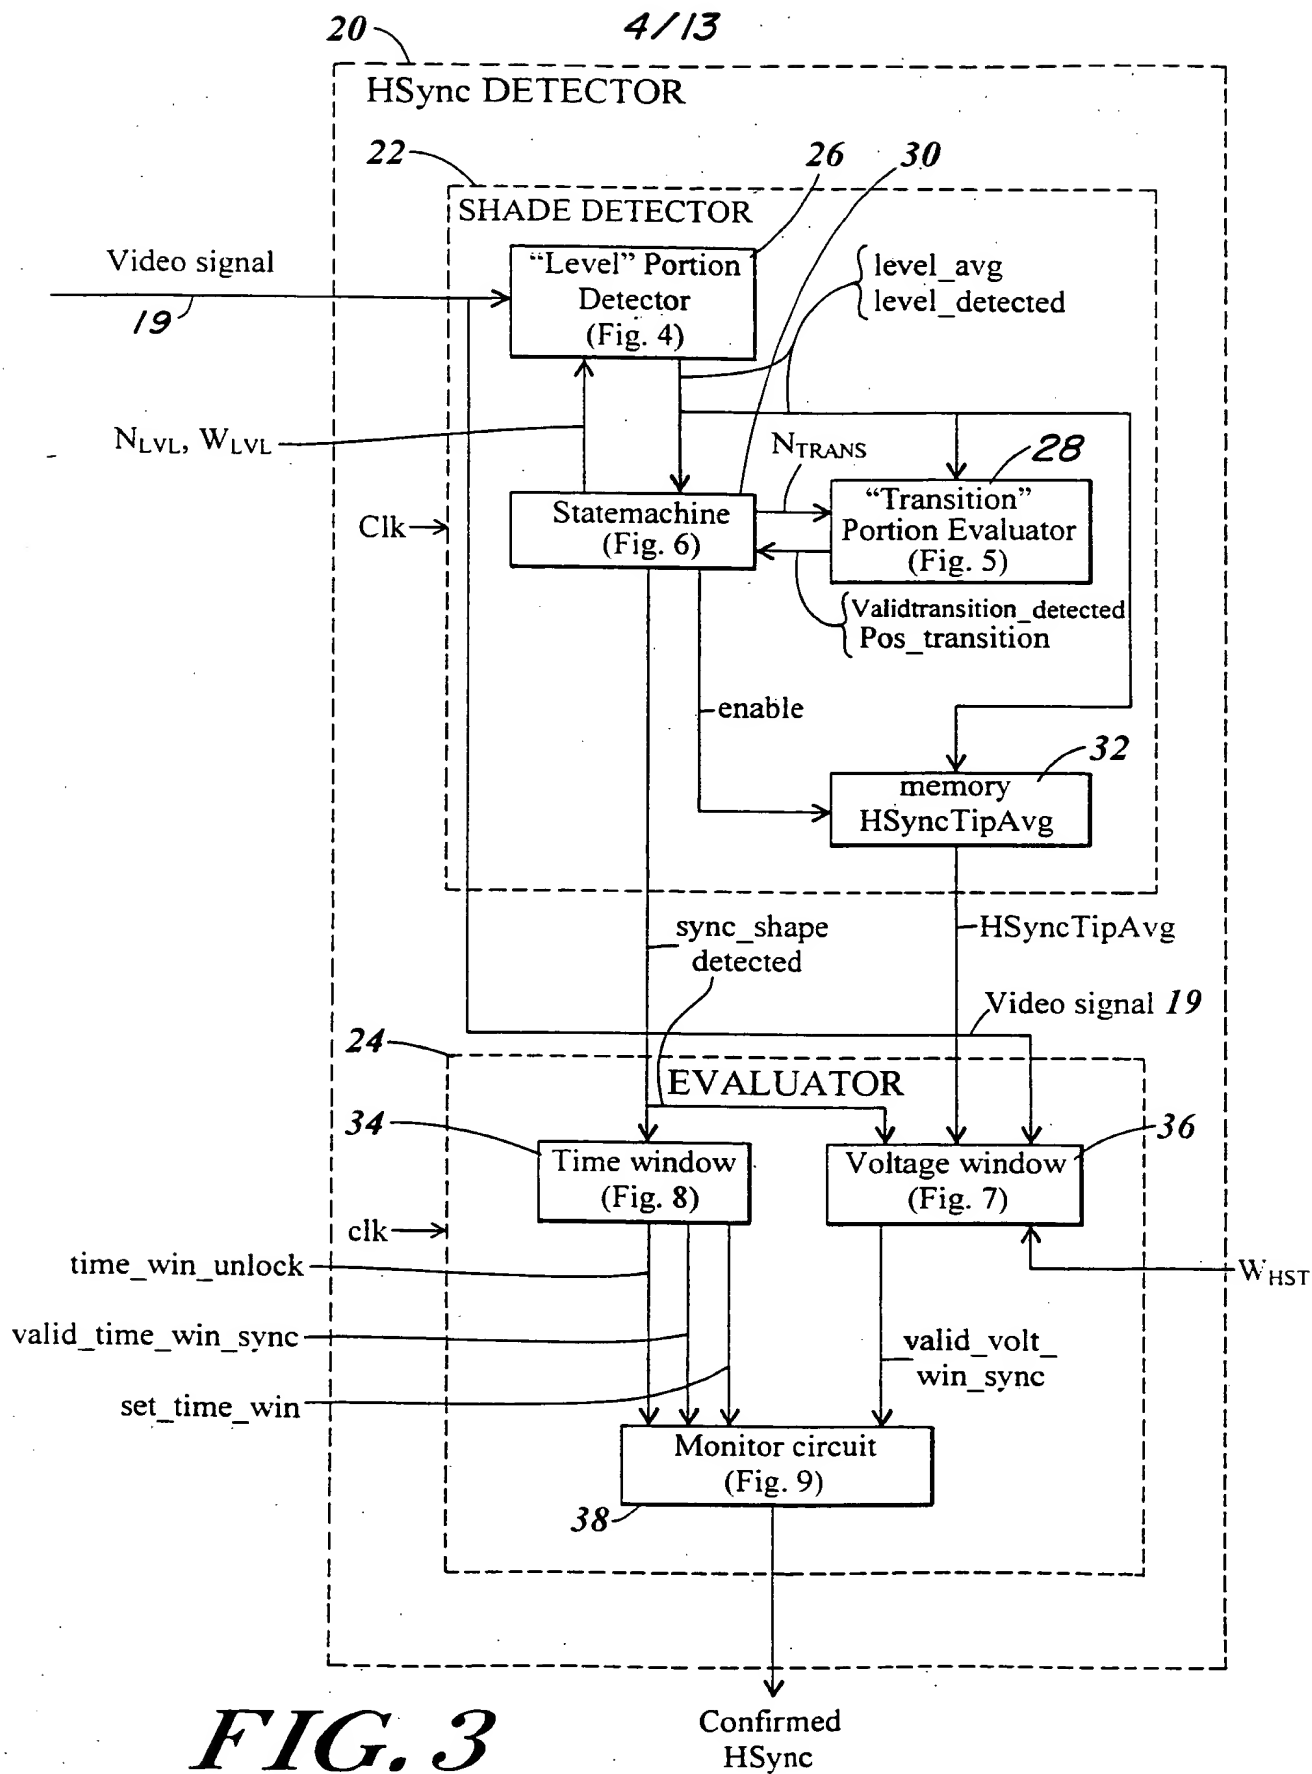 4/13
20
HSync DETECTOR
22
26
30
SHADE DETECTOR
Video signal
19
"Level" Portion
Detector
(Fig. 4)
level_avg
level_detected
NLVL, WLVL
NTRANS
28
Clk
Statemachine
(Fig. 6)
"Transition"
Portion Evaluator
(Fig. 5)
Validtransition_detected
Pos_transition
enable
32
memory
HSyncTipAvg
sync_shape
detected
HSyncTipAvg
Video signal 19
24
EVALUATOR
34
36
Time window
(Fig. 8)
Voltage window
(Fig. 7)
clk
time_win_unlock
WHST
valid_time_win_sync
valid_volt_
win_sync
set_time_win
Monitor circuit
(Fig. 9)
38
FIG. 3
Confirmed
HSync